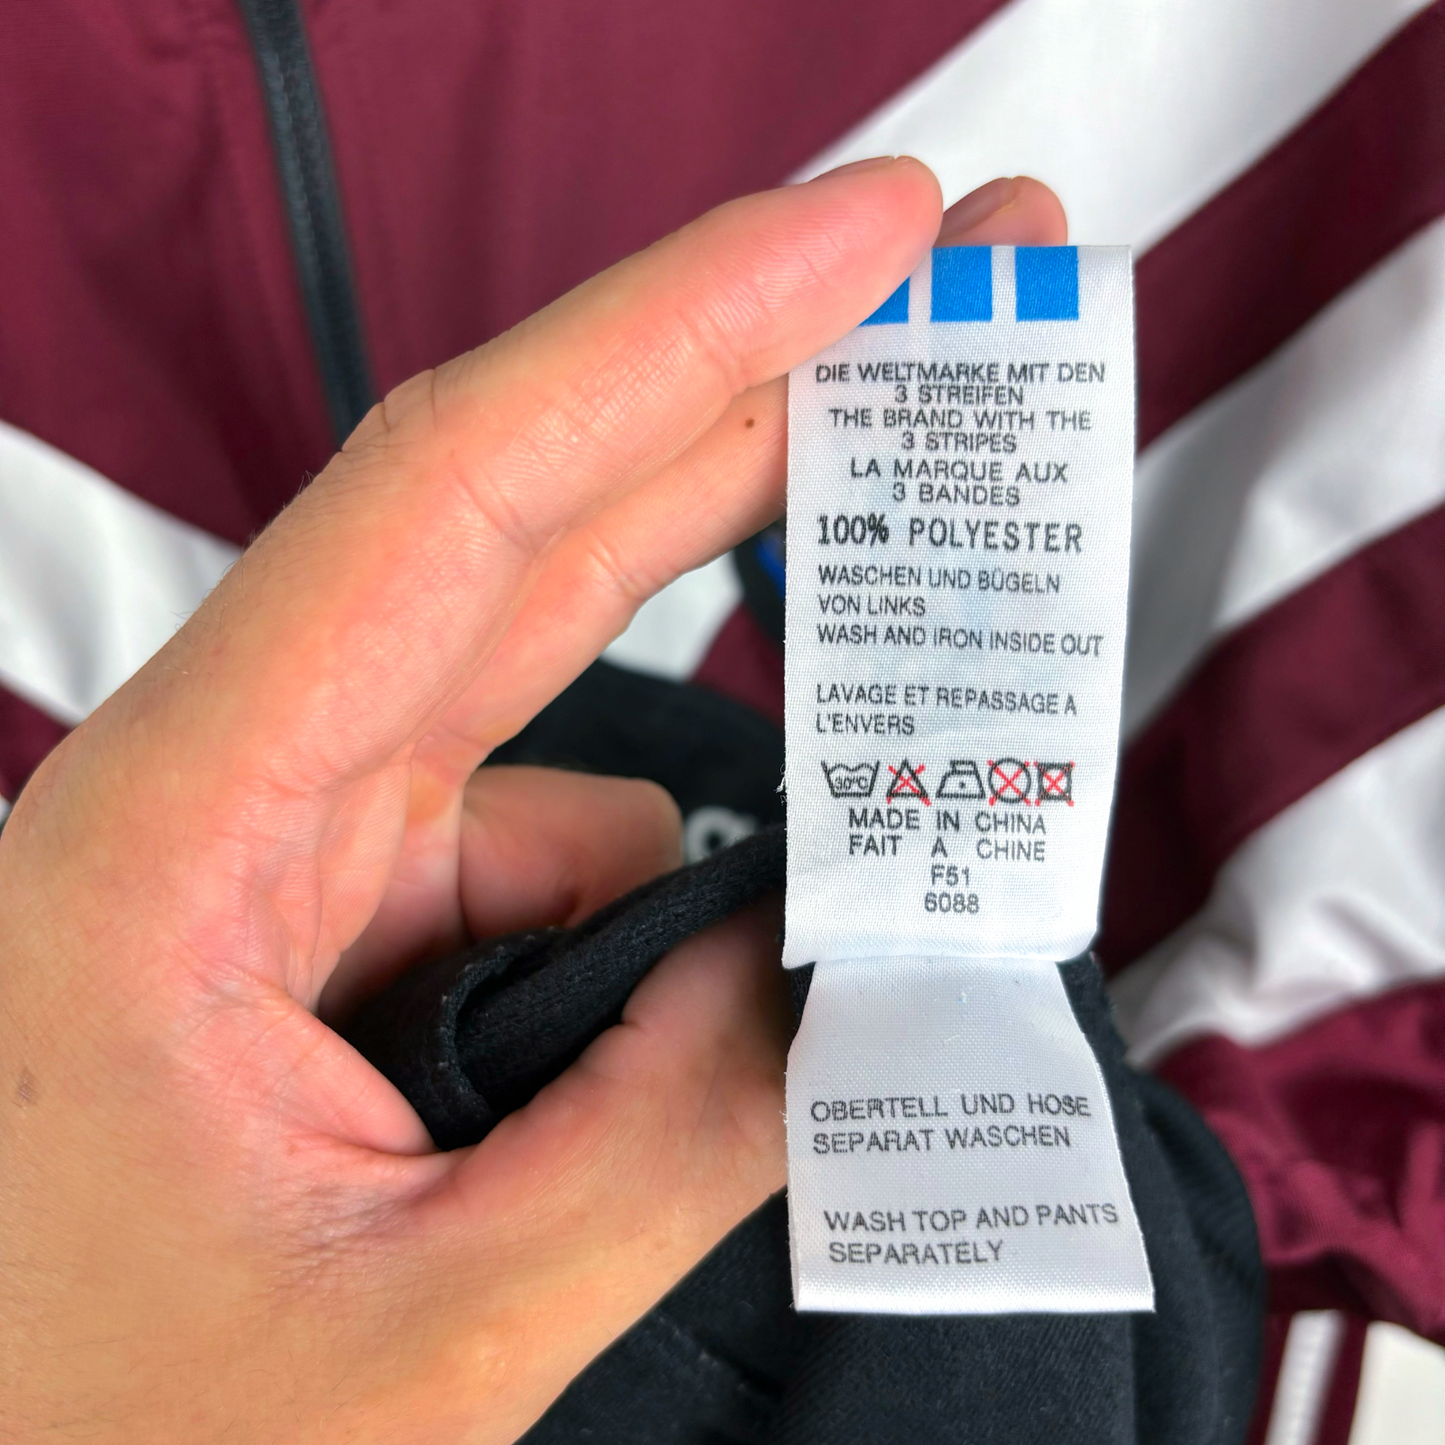 DIE WELTMARKE MIT DEN
3 STREIFEN
THE BRAND WITH THE
3 STRIPES
LA MARQUE AUX
3 BANDES
100% POLYESTER
WASCHEN UND BÜGELN
VON LINKS
WASH AND IRON INSIDE OUT
LAVAGE ET REPASSAGE A
L'ENVERS
30°C
MADE IN CHINA
FAIT A CHINE
F51
6088
OBERTELL UND HOSE
SEPARAT WASCHEN
WASH TOP AND PANTS
SEPARATELY